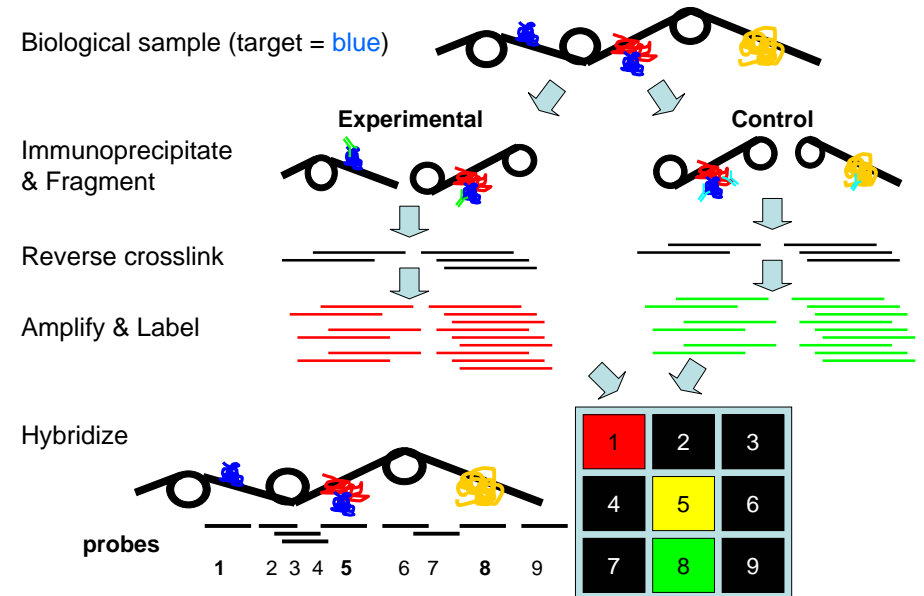 Biological sample (target = blue)
Experimental
Control
Immunoprecipitate
& Fragment
Reverse crosslink
Amplify & Label
Hybridize
1 2 3
4 5 6
7 8 9
probes
1 2 3 4 5 6 7 8 9